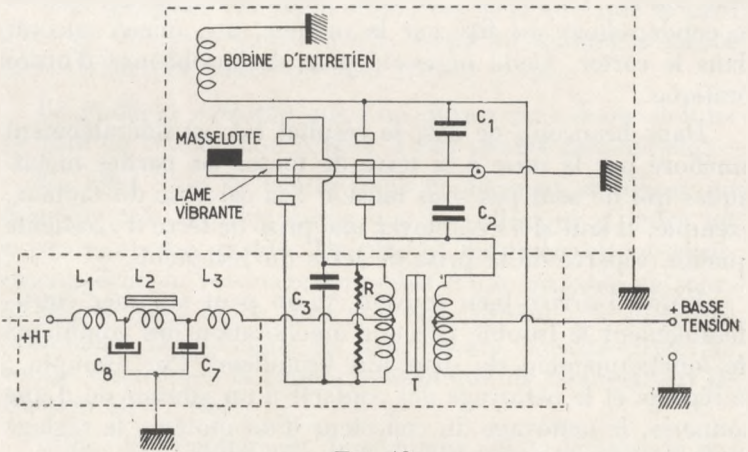 BOBINE D'ENTRETIEN
C1
MASSELOTTE
LAME
VIBRANTE
C2
L1 L2 L3
C3
R
+ BASSE
TENSION
+HT
C8
C7
T